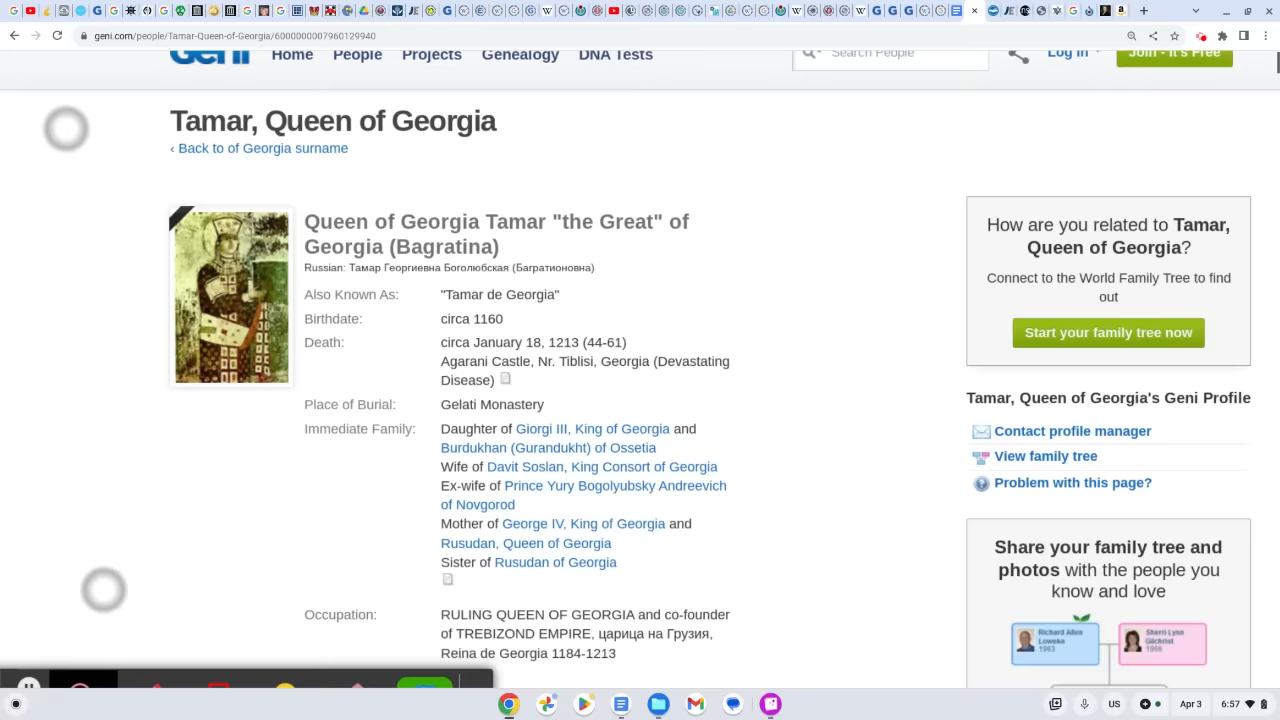 geni.com/people/Tamar-Queen-of-Georgia/6000000007960129940
Geni Home People Projects Genealogy DNA Tests Search People Log In Join - It's Free
Tamar, Queen of Georgia
‹ Back to of Georgia surname
Queen of Georgia Tamar "the Great" of
Georgia (Bagratina)
Russian: Тамар Георгиевна Боголюбская (Багратионовна)
Also Known As: "Tamar de Georgia"
Birthdate: circa 1160
Death: circa January 18, 1213 (44-61)
Agarani Castle, Nr. Tiblisi, Georgia (Devastating
Disease)
Place of Burial: Gelati Monastery
Immediate Family: Daughter of Giorgi III, King of Georgia and
Burdukhan (Gurandukht) of Ossetia
Wife of Davit Soslan, King Consort of Georgia
Ex-wife of Prince Yury Bogolyubsky Andreevich
of Novgorod
Mother of George IV, King of Georgia and
Rusudan, Queen of Georgia
Sister of Rusudan of Georgia
Occupation: RULING QUEEN OF GEORGIA and co-founder
of TREBIZOND EMPIRE, царица на Грузия,
Reina de Georgia 1184-1213
How are you related to Tamar,
Queen of Georgia?
Connect to the World Family Tree to find
out
Start your family tree now
Tamar, Queen of Georgia's Geni Profile
Contact profile manager
View family tree
Problem with this page?
Share your family tree and
photos with the people you
know and love
Richard Allen
Loweke
1963
Sherri Lynn
Gilchrist
1966
US Apr 3 6:57